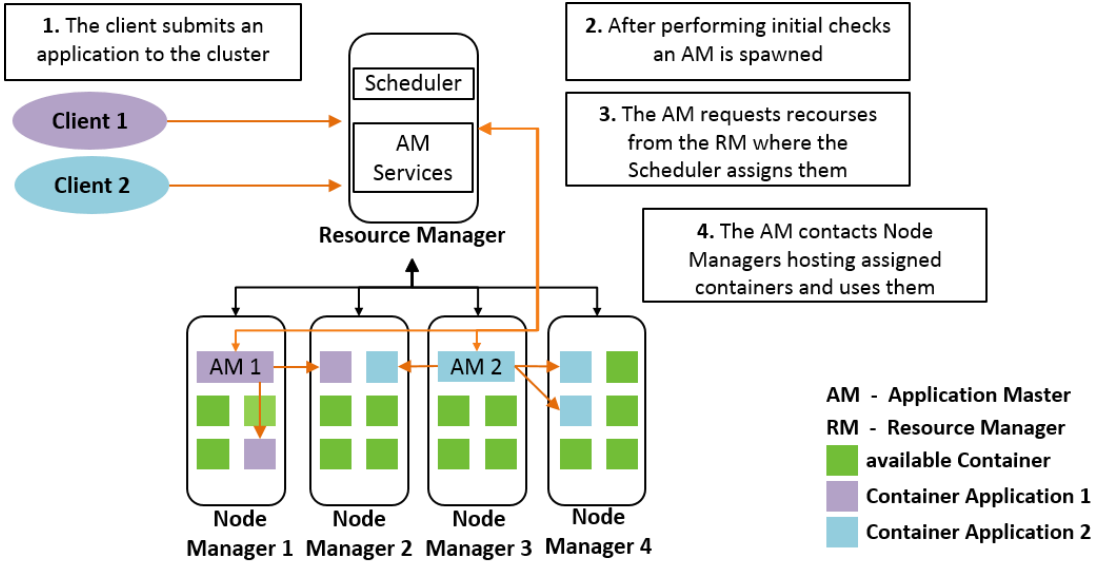 1. The client submits an
application to the cluster
2. After performing initial checks
an AM is spawned
Scheduler
Client 1
3. The AM requests recourses
from the RM where the
Scheduler assigns them
AM
Services
Client 2
Resource Manager
4. The AM contacts Node
Managers hosting assigned
containers and uses them
AM 1
AM 2
AM - Application Master
RM - Resource Manager
available Container
Container Application 1
Container Application 2
Node
Manager 1
Node
Manager 2
Node
Manager 3
Node
Manager 4